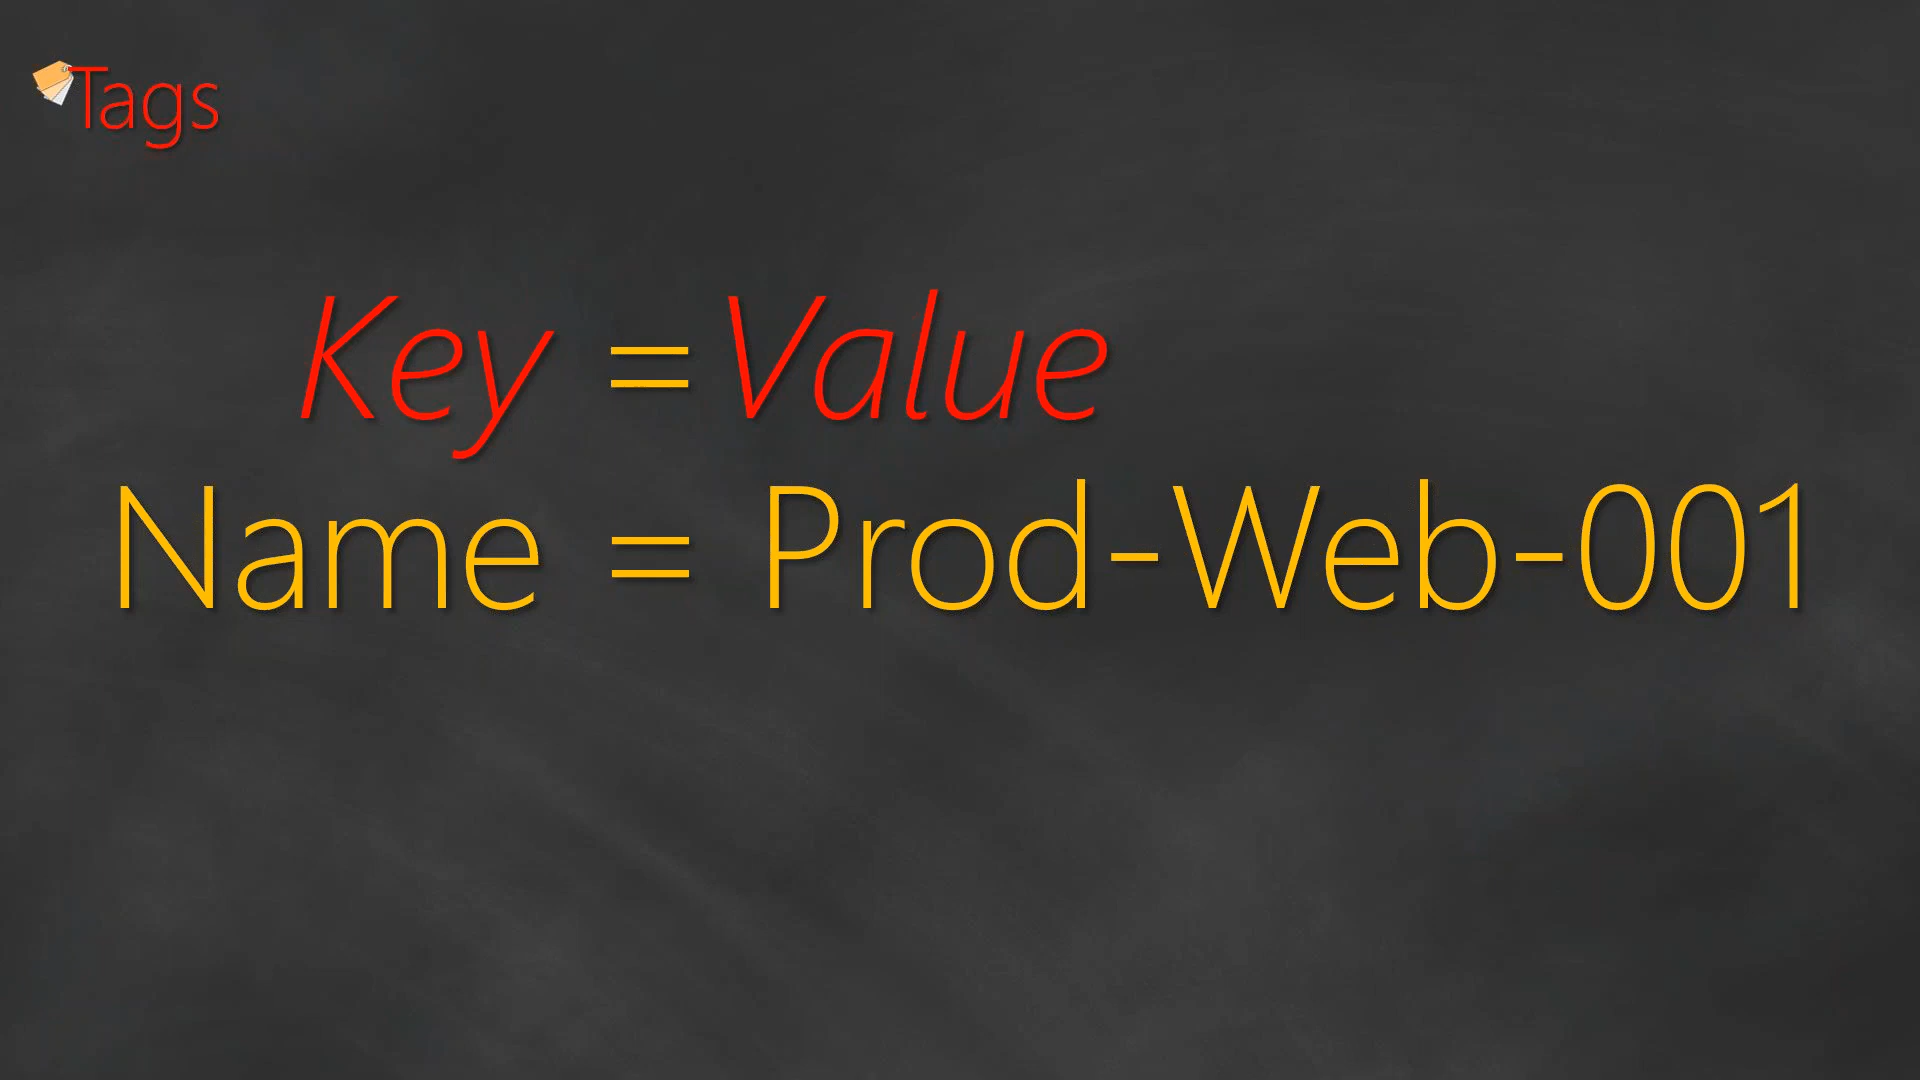 Tags
Key = Value
Name = Prod-Web-001